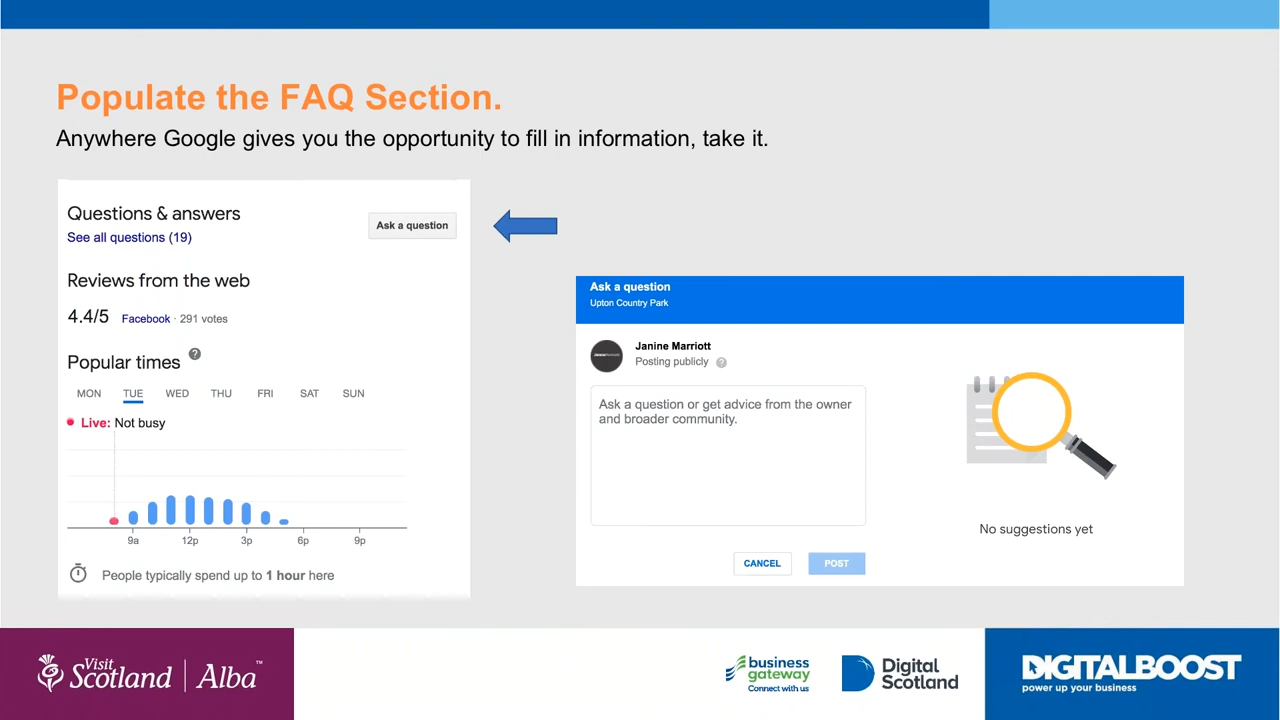 Populate the FAQ Section.
Anywhere Google gives you the opportunity to fill in information, take it.
Questions & answers
See all questions (19)
Ask a question
Reviews from the web
4.4/5 Facebook · 291 votes
Popular times ?
MON TUE WED THU FRI SAT SUN
Live: Not busy
9a 12p 3p 6p 9p
People typically spend up to 1 hour here
Ask a question
Upton Country Park
Janine Marriott
Posting publicly ?
Ask a question or get advice from the owner
and broader community.
CANCEL POST
No suggestions yet
Visit
Scotland | Alba™
business
gateway
Connect with us
Digital
Scotland
DIGITALBOOST
power up your business